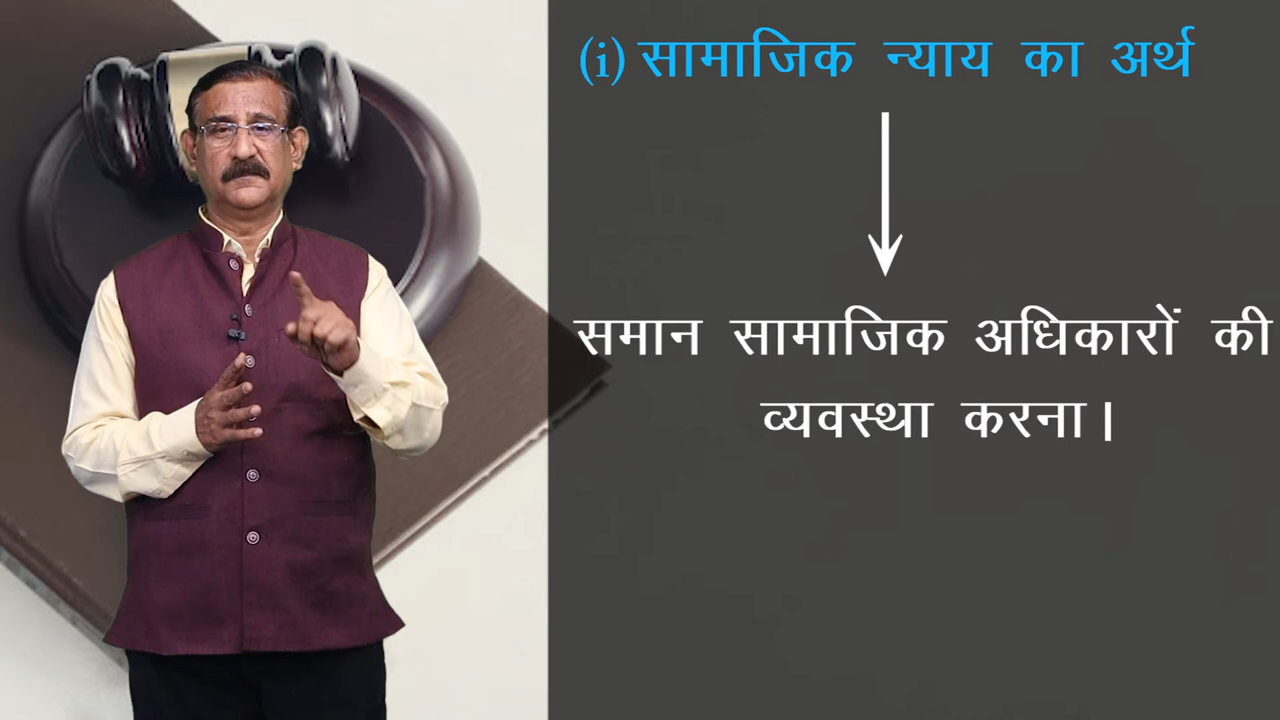 (i) सामाजिक न्याय का अर्थ
समान सामाजिक अधिकारों की
व्यवस्था करना।